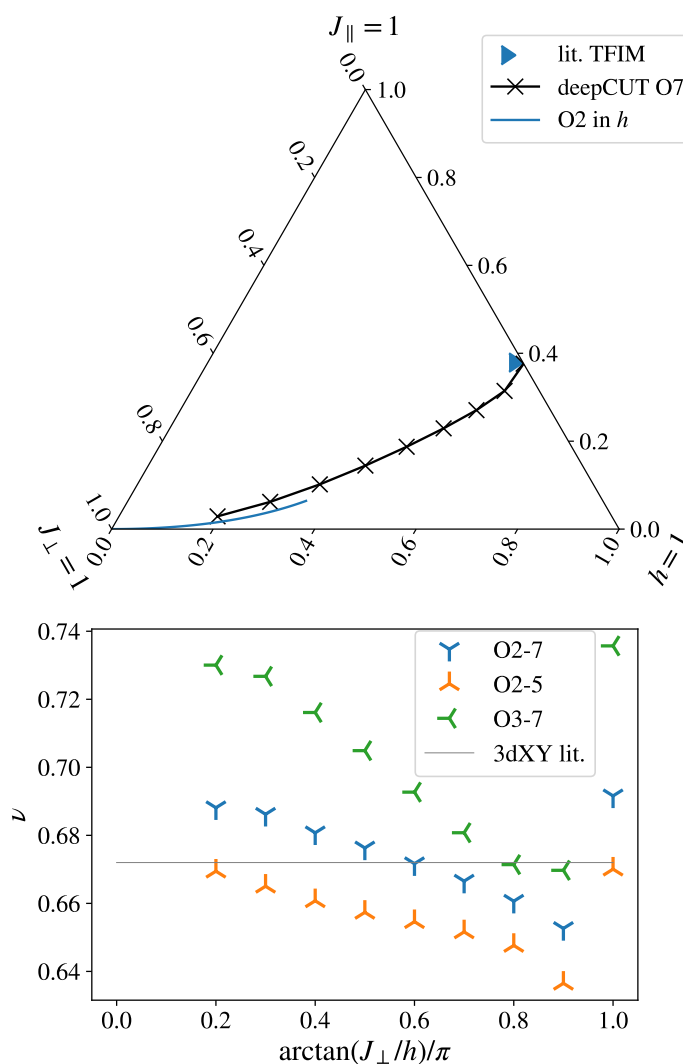 J∥ = 1
lit. TFIM
deepCUT O7
O2 in h
0.0
0.2
0.4
0.6
0.8
1.0
1.0
0.8
0.6
0.4
0.2
0.0
0.0
0.2
0.4
0.6
0.8
1.0
J⊥ = 1
h = 1
0.74
0.72
0.70
0.68
0.66
0.64
ν
O2-7
O2-5
O3-7
3dXY lit.
0.0 0.2 0.4 0.6 0.8 1.0
arctan(J⊥/h)/π